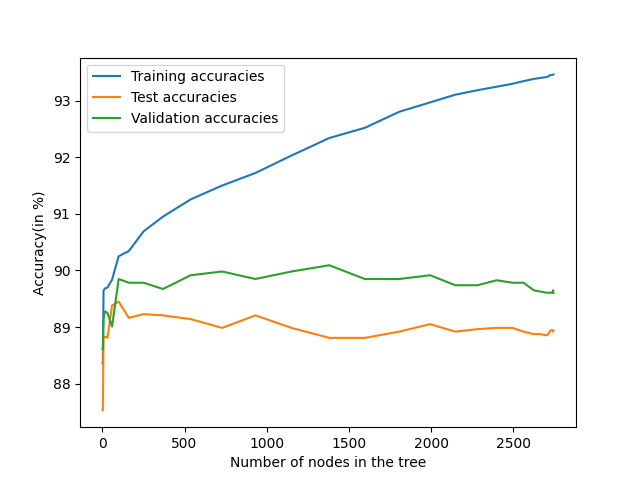 Training accuracies
Test accuracies
Validation accuracies
Accuracy(in %)
93
92
91
90
89
88
0 500 1000 1500 2000 2500
Number of nodes in the tree